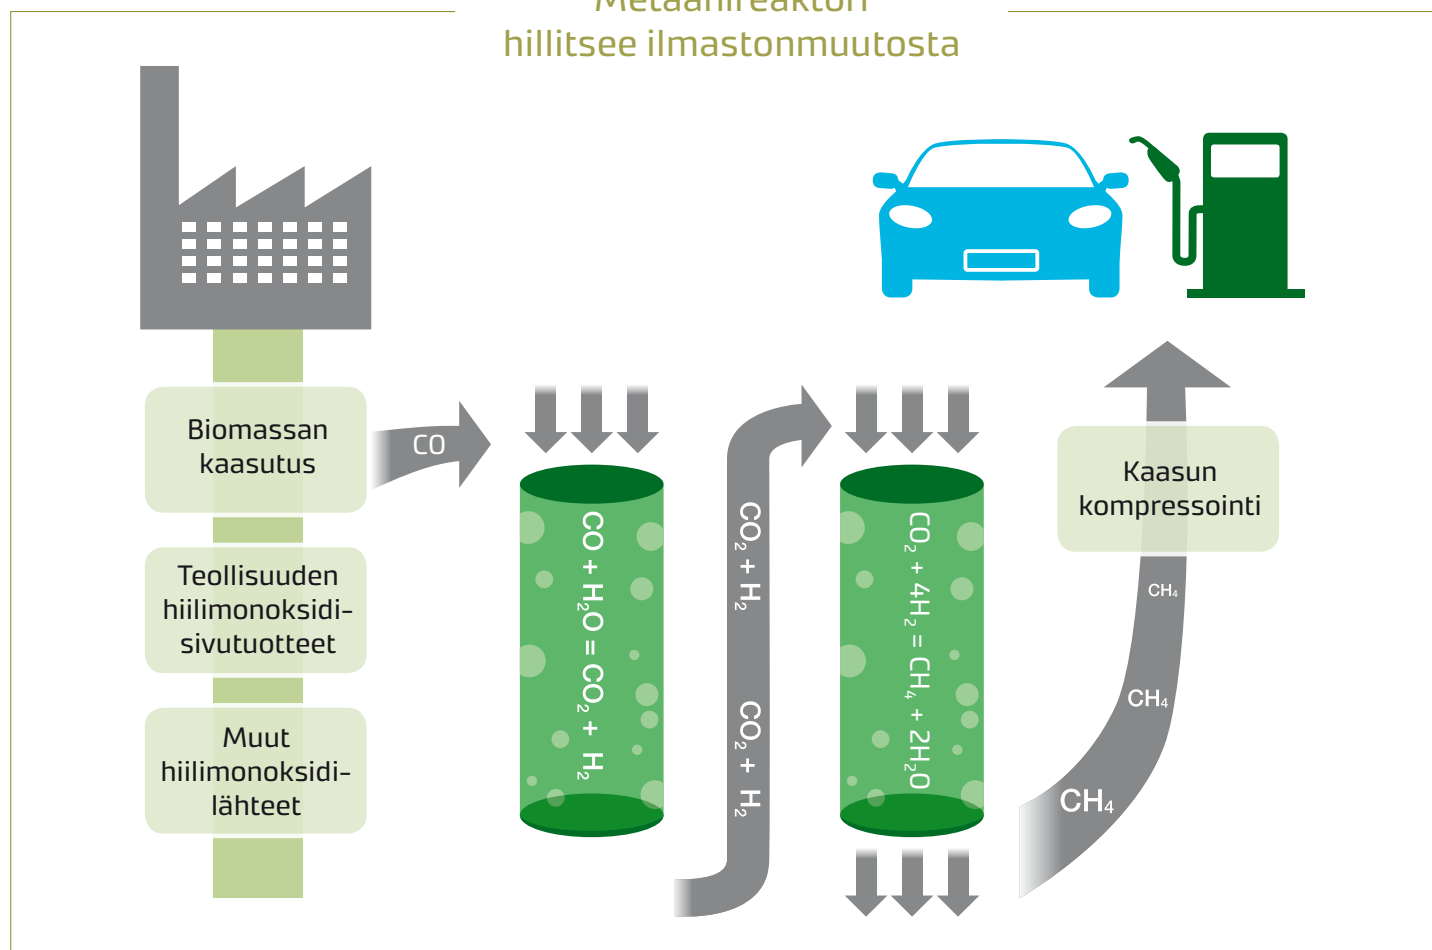 Metaanireaktori
hillitsee ilmastonmuutosta
Biomassan
kaasutus
CO
Teollisuuden
hiilimonoksidi-
sivutuotteet
Muut
hiilimonoksidi-
lähteet
CO + H₂O = CO₂ + H₂
CO₂ + H₂
CO₂ + H₂
CO₂ + 4H₂ = CH₄ + 2H₂O
Kaasun
kompressointi
CH₄
CH₄
CH₄